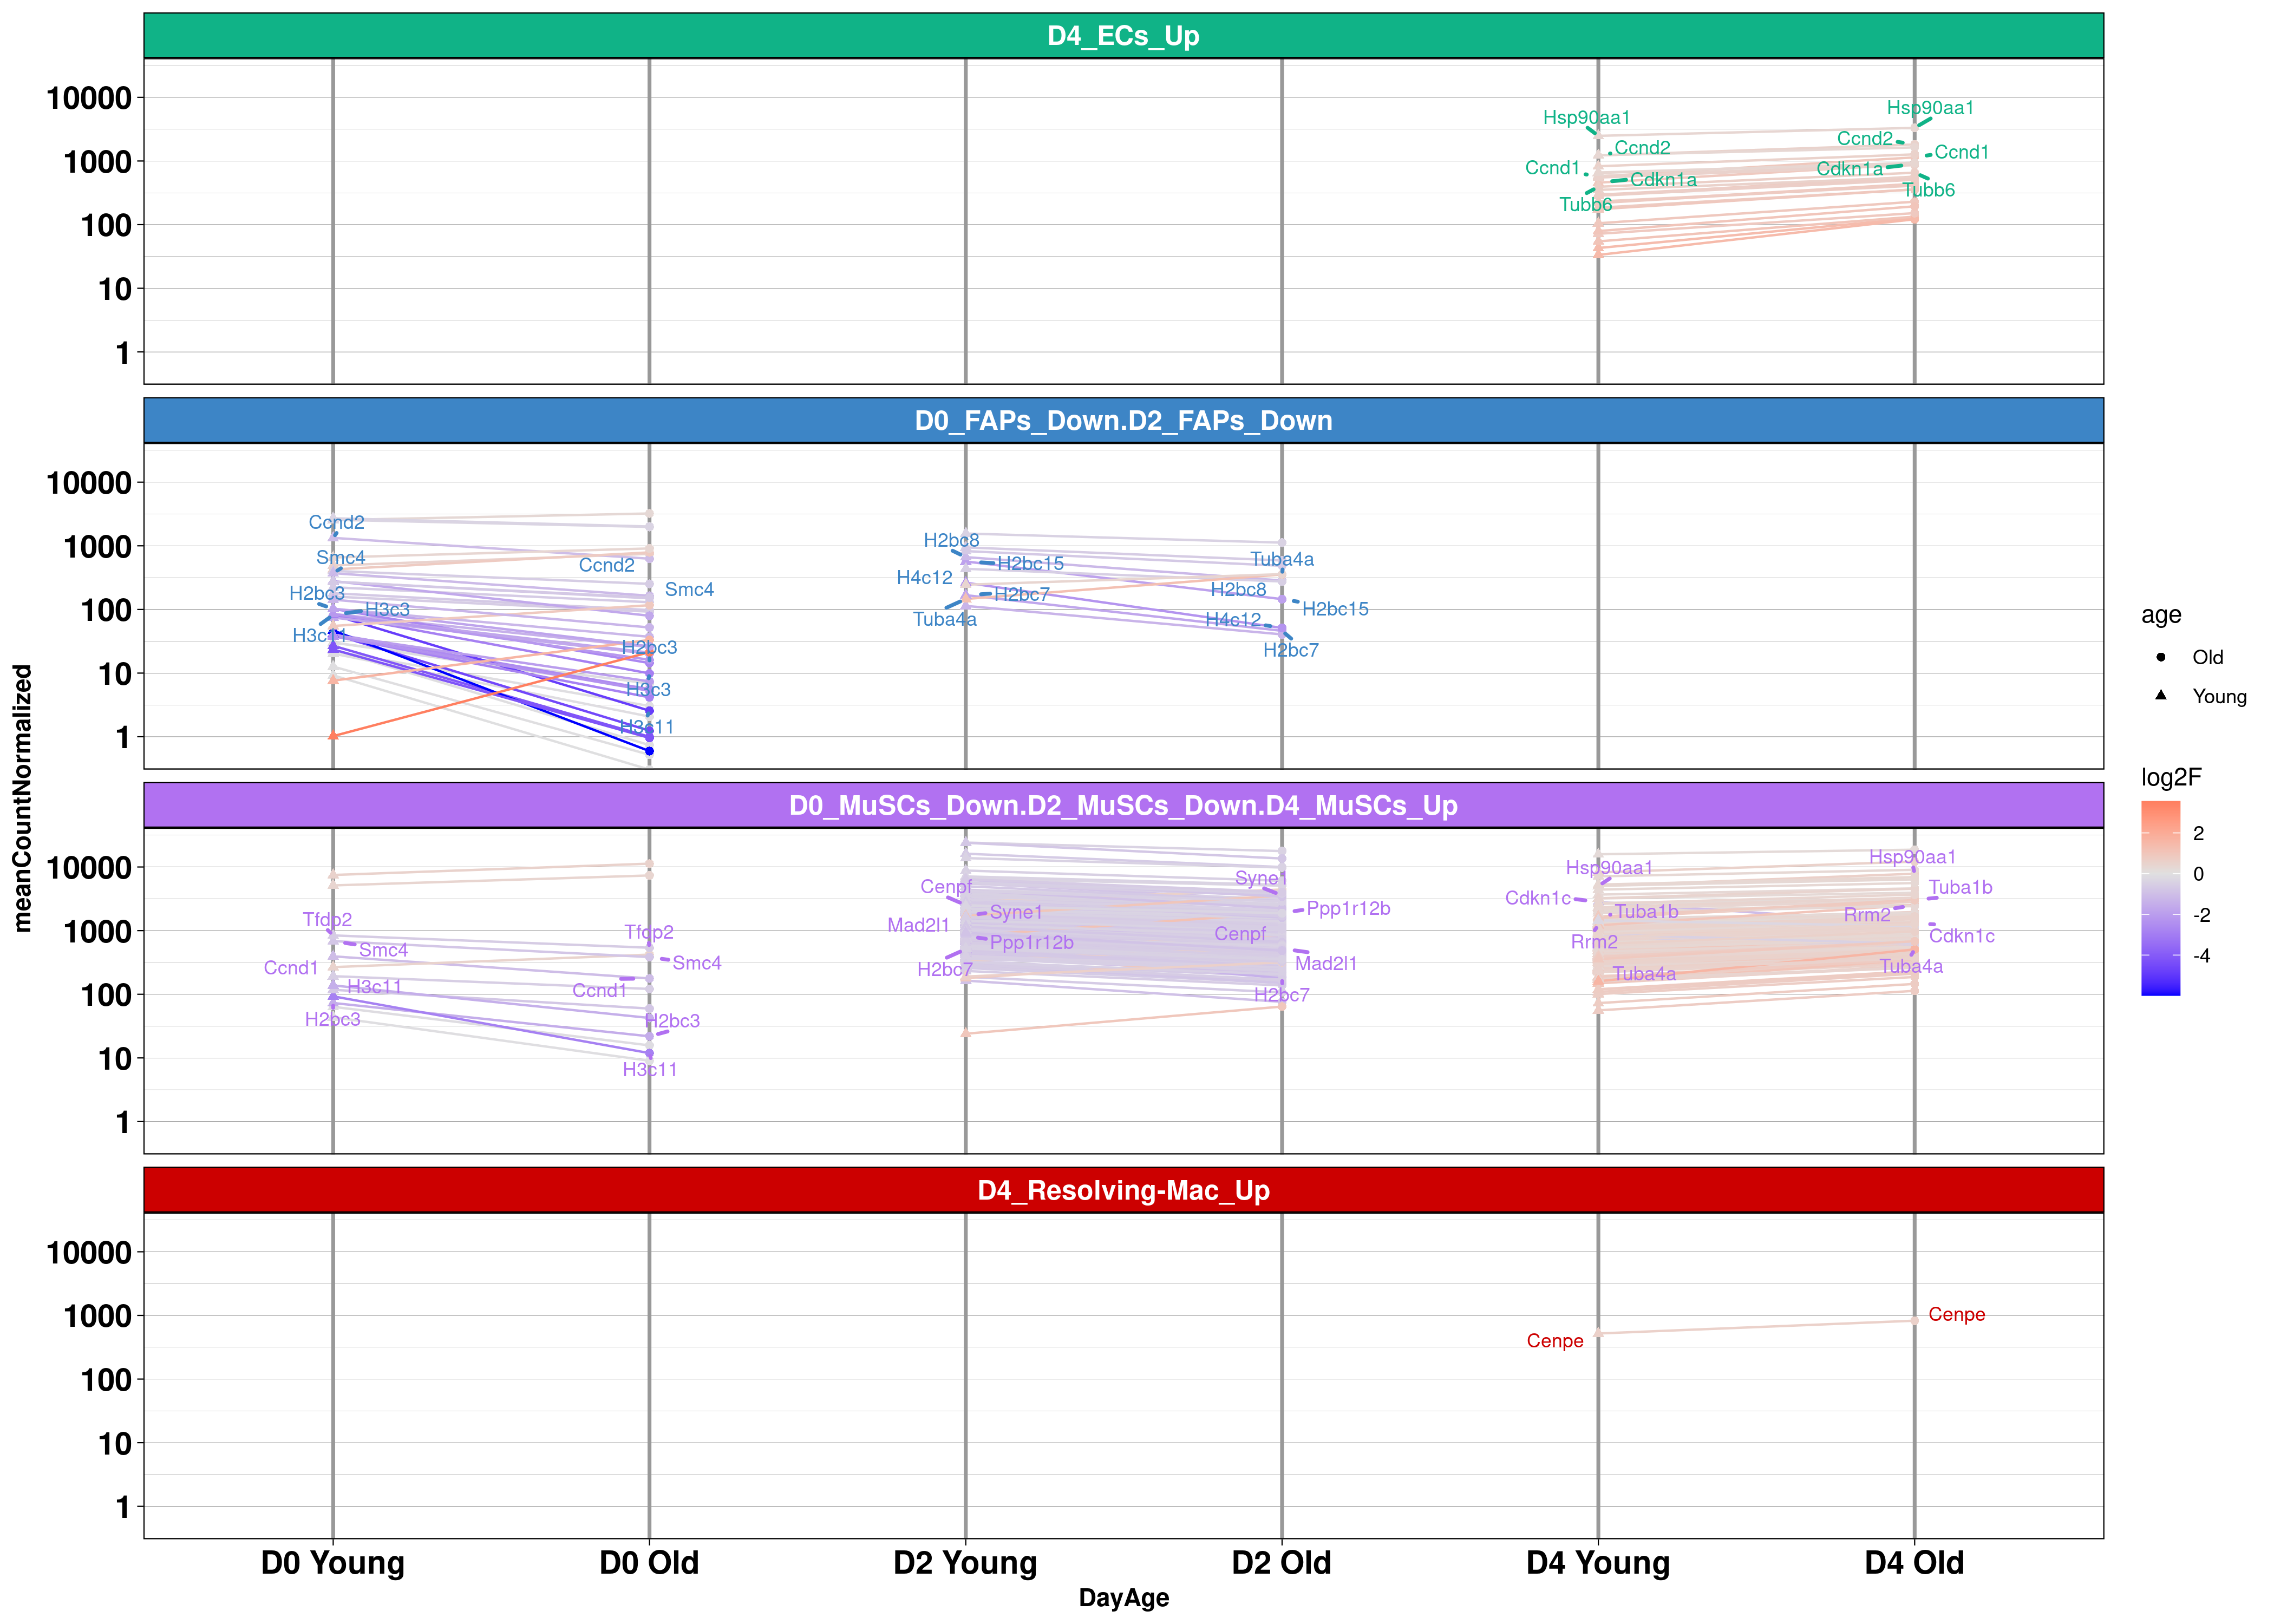 D4_ECs_Up
10000
1000
100
10
1
Hsp90aa1
Ccnd2
Ccnd1
Cdkn1a
Tubb6
Hsp90aa1
Ccnd2
Ccnd1
Cdkn1a
Tubb6
D0_FAPs_Down.D2_FAPs_Down
10000
1000
100
10
1
Ccnd2
Smc4
H2bc3
H3c3
H3c11
Ccnd2
Smc4
H2bc3
H3c3
H3c11
H2bc8
H2bc15
H4c12
H2bc7
Tuba4a
Tuba4a
H2bc8
H2bc15
H4c12
H2bc7
D0_MuSCs_Down.D2_MuSCs_Down.D4_MuSCs_Up
10000
1000
100
10
1
Tfdp2
Smc4
Ccnd1
H3c11
H2bc3
Tfdp2
Smc4
Ccnd1
H2bc3
H3c11
Cenpf
Syne1
Mad2l1
Ppp1r12b
H2bc7
Syne1
Ppp1r12b
Cenpf
Mad2l1
H2bc7
Hsp90aa1
Cdkn1c
Tuba1b
Rrm2
Tuba4a
Hsp90aa1
Tuba1b
Rrm2
Cdkn1c
Tuba4a
D4_Resolving-Mac_Up
10000
1000
100
10
1
Cenpe
Cenpe
D0 Young
D0 Old
D2 Young
D2 Old
D4 Young
D4 Old
DayAge
meanCountNormalized
age
Old
Young
log2F
2
0
-2
-4